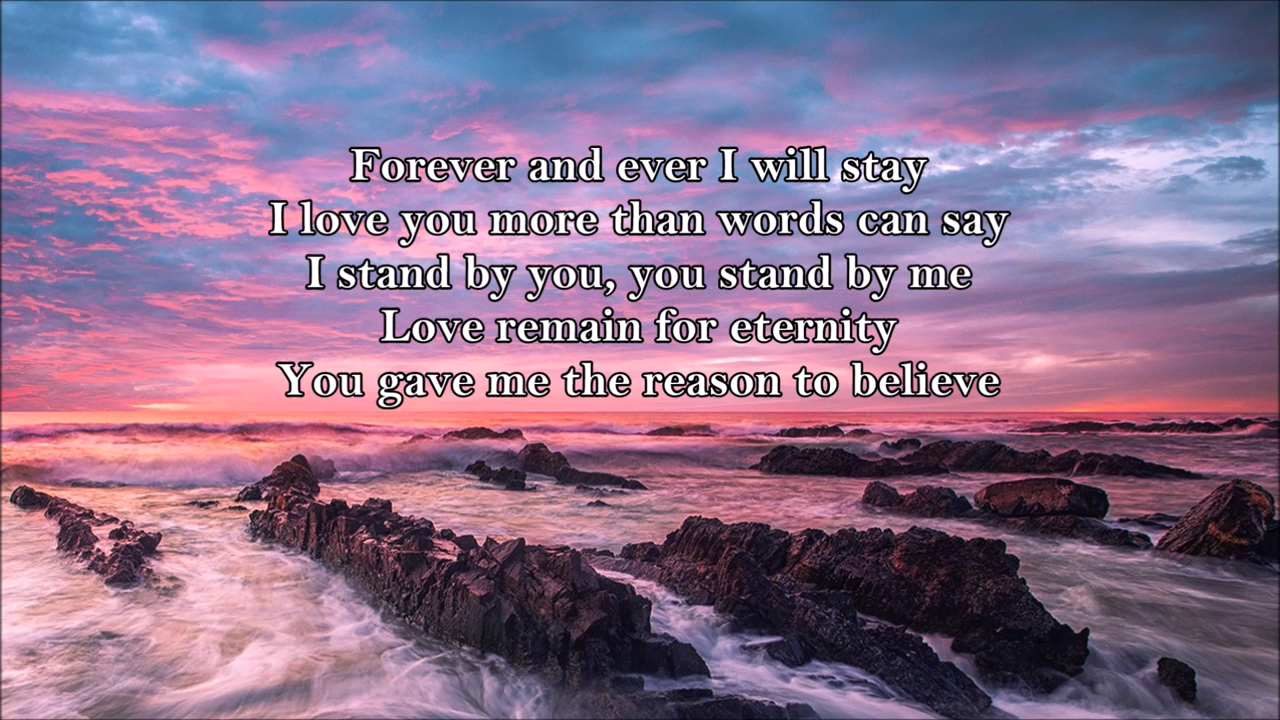 Forever and ever I will stay
I love you more than words can say
I stand by you, you stand by me
Love remain for eternity
You gave me the reason to believe